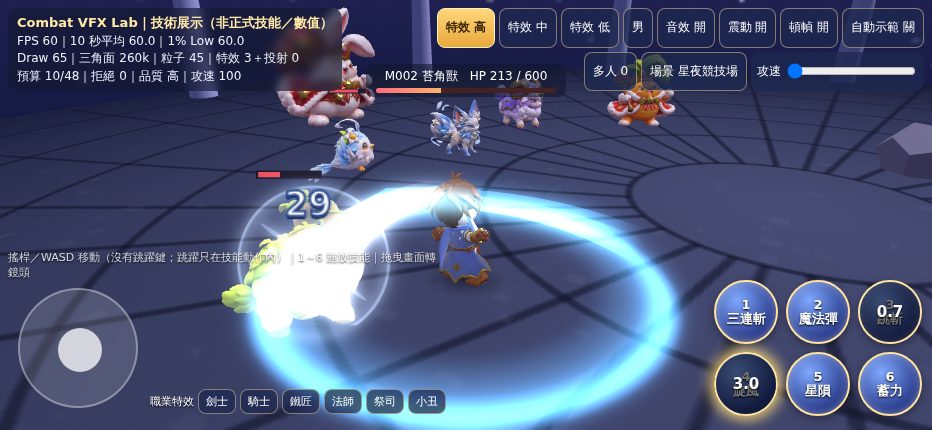 Combat VFX Lab｜技術展示（非正式技能／數值）
FPS 60｜10 秒平均 60.0｜1% Low 60.0
Draw 65｜三角面 260k｜粒子 45｜特效 3＋投射 0
預算 10/48｜拒絕 0｜品質 高｜攻速 100
特效 高
特效 中
特效 低
男
音效 開
震動 開
頓幀 開
自動示範 關
多人 0
場景 星夜競技場
攻速
M002 苔角獸 HP 213 / 600
29
搖桿／WASD 移動（沒有跳躍鍵；跳躍只在技能動作內）｜1～6 施放技能｜拖曳畫面轉
鏡頭
1
三連斬
2
魔法彈
0.7
3.0
4
旋風
5
星隕
6
蓄力
職業特效
劍士
騎士
鐵匠
法師
祭司
小丑